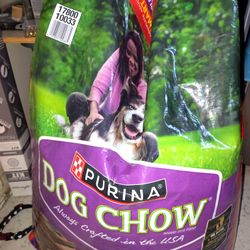 17800
10033
PURINA
DOG CHOW
Always Crafted in the USA